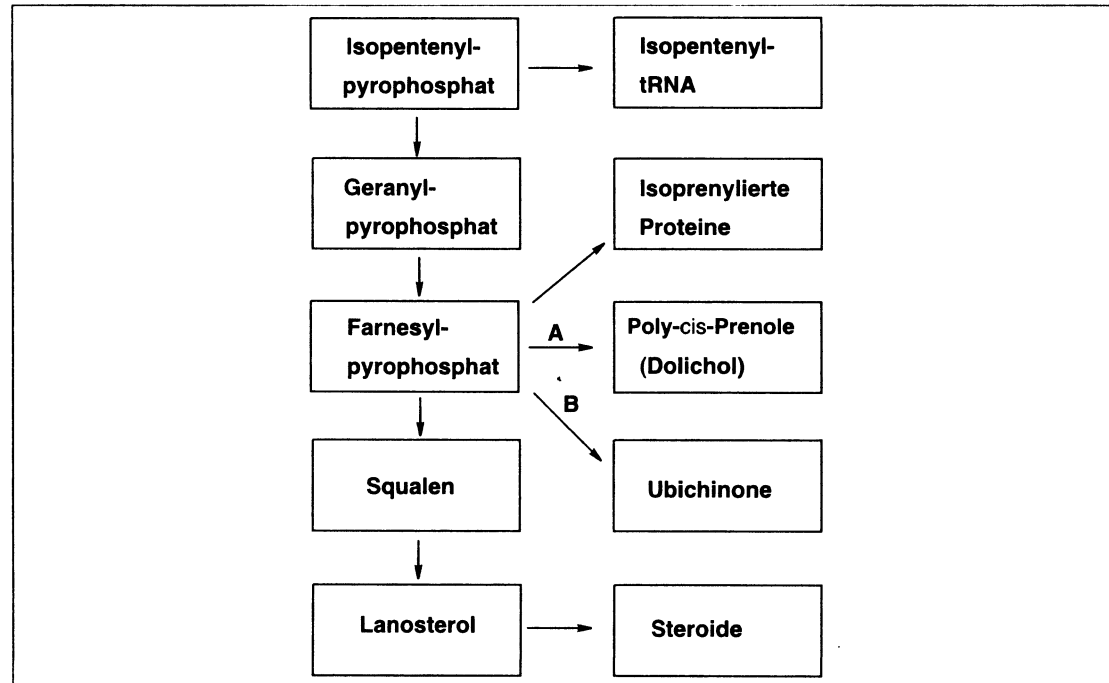 Isopentenyl-
pyrophosphat
Isopentenyl-
tRNA
Geranyl-
pyrophosphat
Isoprenylierte
Proteine
Farnesyl-
pyrophosphat
A
Poly-cis-Prenole
(Dolichol)
B
Squalen
Ubichinone
Lanosterol
Steroide